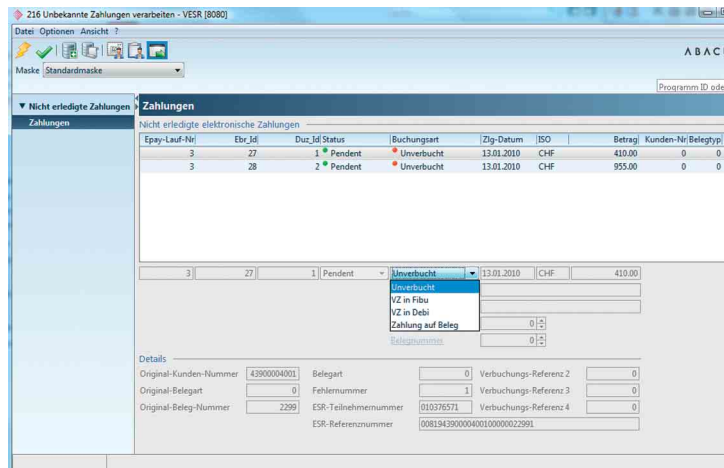 216 Unbekannte Zahlungen verarbeiten - VESR [8080]
Datei Optionen Ansicht ?
ABAC
Maske Standardmaske
Programm ID ode
Nicht erledigte Zahlungen
Zahlungen
Zahlungen
Nicht erledigte elektronische Zahlungen
Epay-Lauf-Nr Ebr_Id Duz_Id Status Buchungsart Zlg-Datum ISO Betrag Kunden-Nr Belegtyp
3 27 1 Pendent Unverbucht 13.01.2010 CHF 410.00 0 0
3 28 2 Pendent Unverbucht 13.01.2010 CHF 955.00 0 0
3 27 1 Pendent Unverbucht 13.01.2010 CHF 410.00
Unverbucht
VZ in Fibu
VZ in Debi
Zahlung auf Beleg 0
Belegnummer 0
Details
Original-Kunden-Nummer 43900004001 Belegart 0 Verbuchungs-Referenz 2 0
Original-Belegart 0 Fehlernummer 1 Verbuchungs-Referenz 3 0
Original-Beleg-Nummer 2299 ESR-Teilnehmernummer 010376571 Verbuchungs-Referenz 4 0
ESR-Referenznummer 008194390000400100000022991